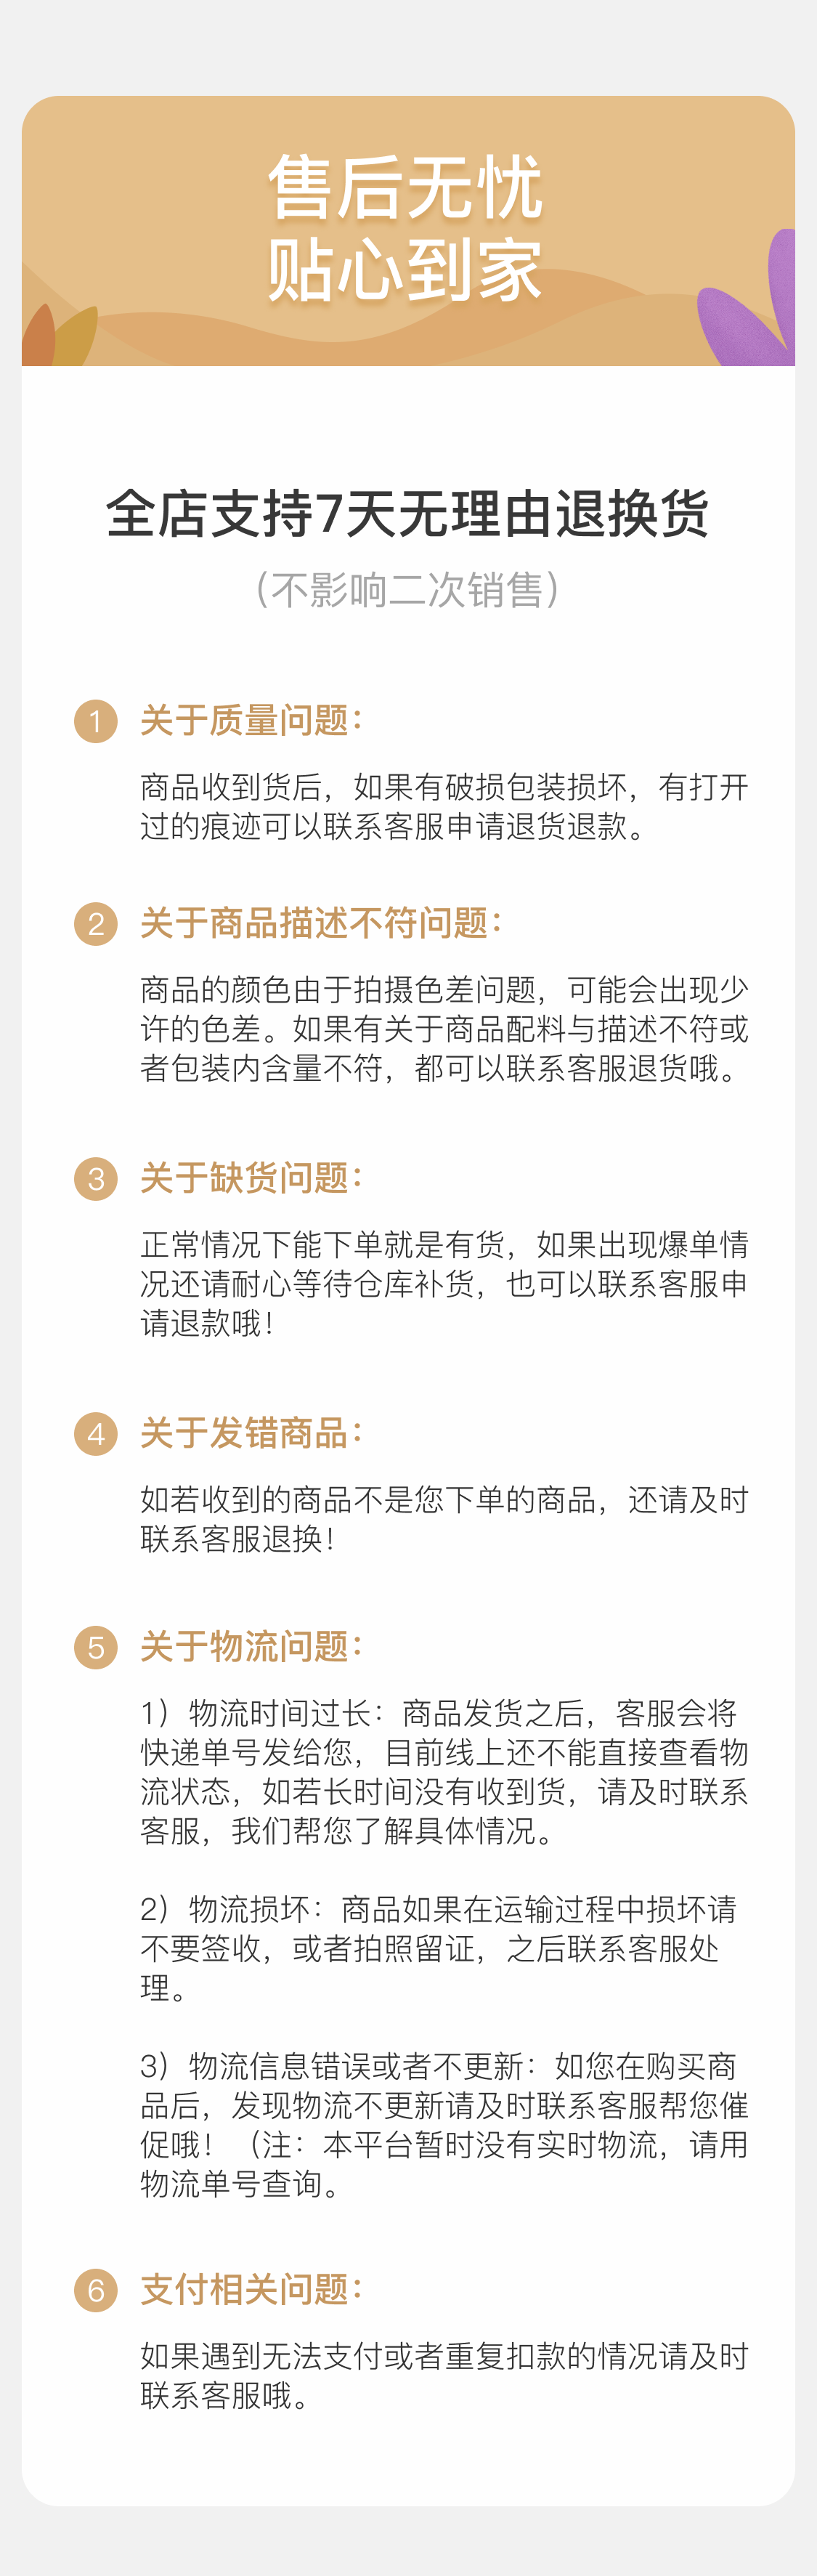 售后无忧
贴心到家
全店支持7天无理由退换货
（不影响二次销售）
1 关于质量问题：
商品收到货后，如果有破损包装损坏，有打开
过的痕迹可以联系客服申请退货退款。
2 关于商品描述不符问题：
商品的颜色由于拍摄色差问题，可能会出现少
许的色差。如果有关于商品配料与描述不符或
者包装内含量不符，都可以联系客服退货哦。
3 关于缺货问题：
正常情况下能下单就是有货，如果出现爆单情
况还请耐心等待仓库补货，也可以联系客服申
请退款哦！
4 关于发错商品：
如若收到的商品不是您下单的商品，还请及时
联系客服退换！
5 关于物流问题：
1）物流时间过长：商品发货之后，客服会将
快递单号发给您，目前线上还不能直接查看物
流状态，如若长时间没有收到货，请及时联系
客服，我们帮您了解具体情况。
2）物流损坏：商品如果在运输过程中损坏请
不要签收，或者拍照留证，之后联系客服处
理。
3）物流信息错误或者不更新：如您在购买商
品后，发现物流不更新请及时联系客服帮您催
促哦！（注：本平台暂时没有实时物流，请用
物流单号查询。
6 支付相关问题：
如果遇到无法支付或者重复扣款的情况请及时
联系客服哦。